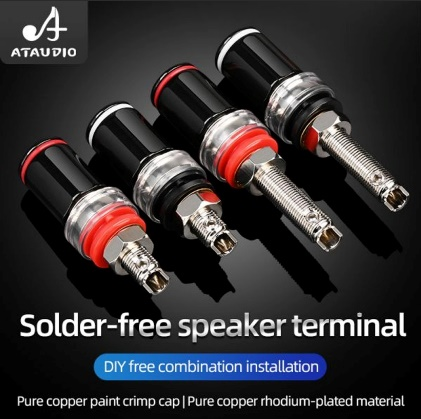 ATAUDIO
Solder-free speaker terminal
DIY free combination installation
Pure copper paint crimp cap|Pure copper rhodium-plated material